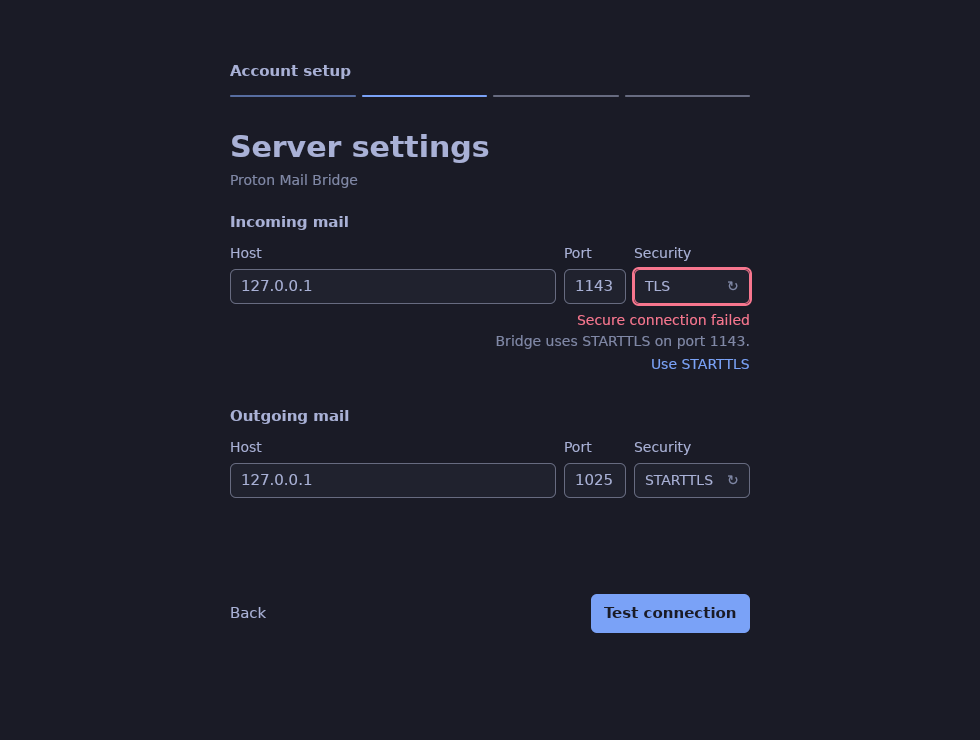 Account setup
Server settings
Proton Mail Bridge
Incoming mail
Host Port Security
127.0.0.1 1143 TLS ↻
Secure connection failed
Bridge uses STARTTLS on port 1143.
Use STARTTLS
Outgoing mail
Host Port Security
127.0.0.1 1025 STARTTLS ↻
Back Test connection